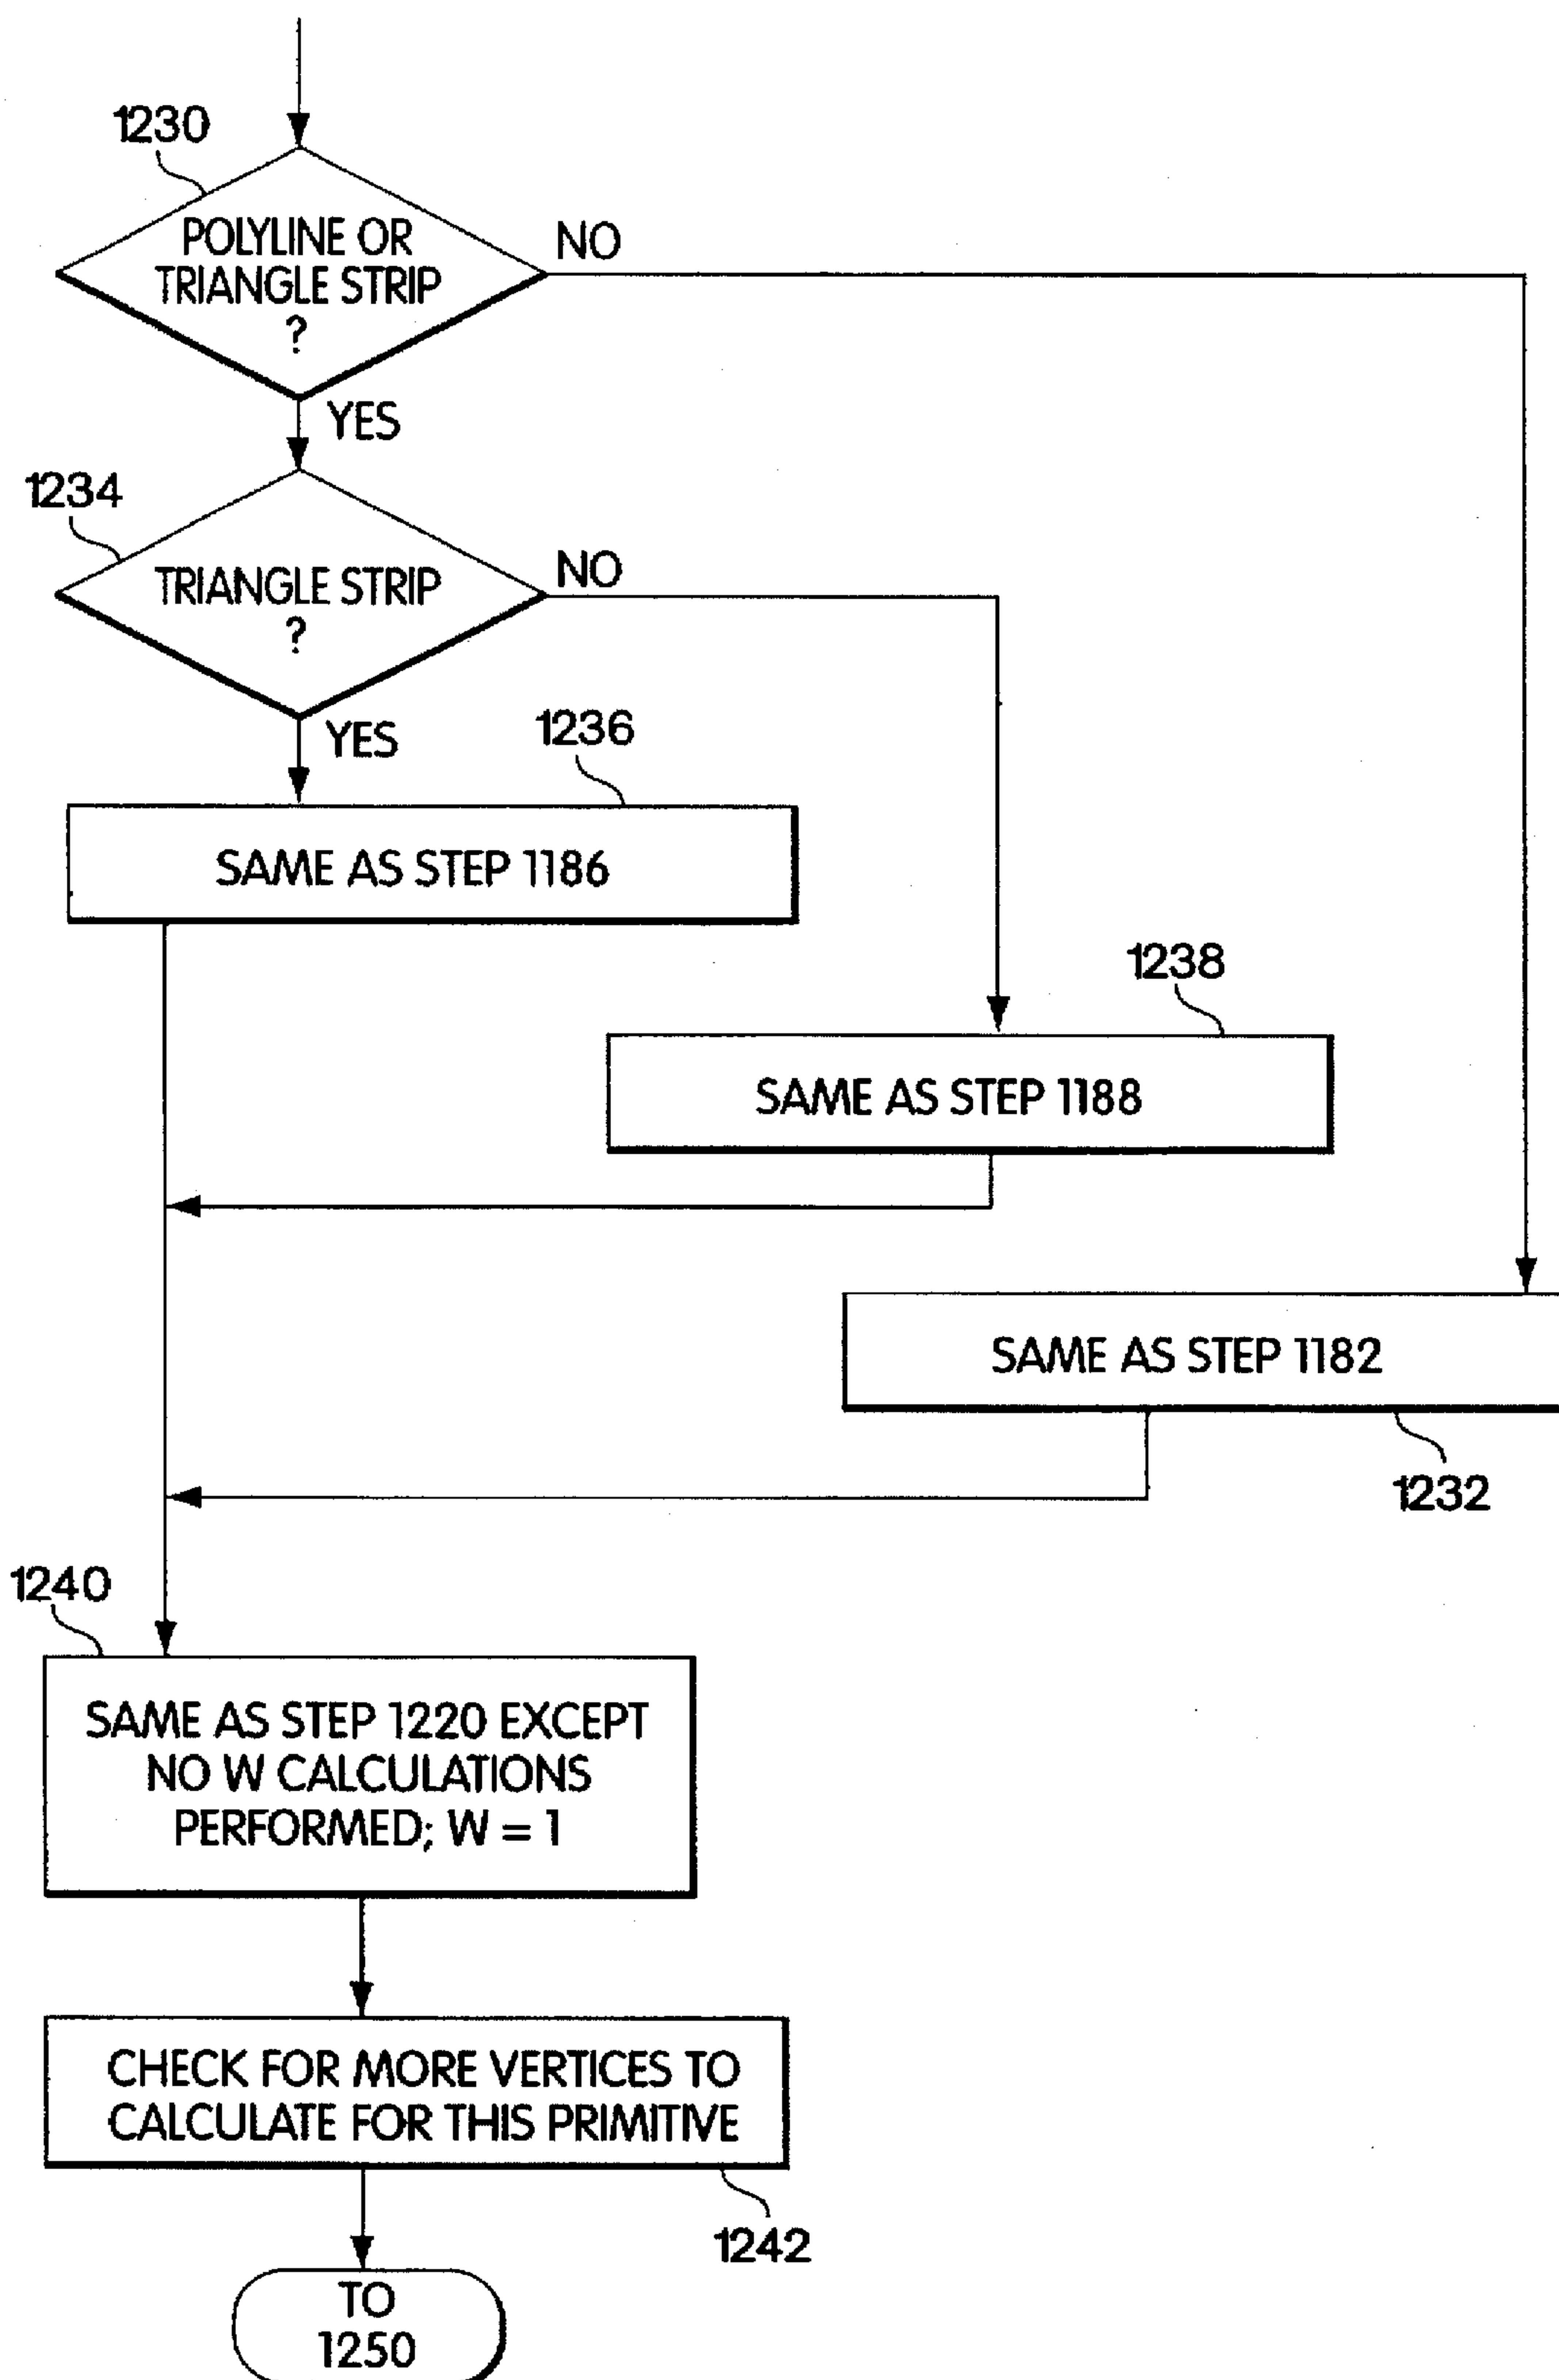 1230
POLYLINE OR
TRIANGLE STRIP
?
NO
YES
1234
TRIANGLE STRIP
?
NO
YES
1236
SAME AS STEP 1186
1238
SAME AS STEP 1188
SAME AS STEP 1182
1232
1240
SAME AS STEP 1220 EXCEPT
NO W CALCULATIONS
PERFORMED; W = 1
CHECK FOR MORE VERTICES TO
CALCULATE FOR THIS PRIMITIVE
1242
TO
1250